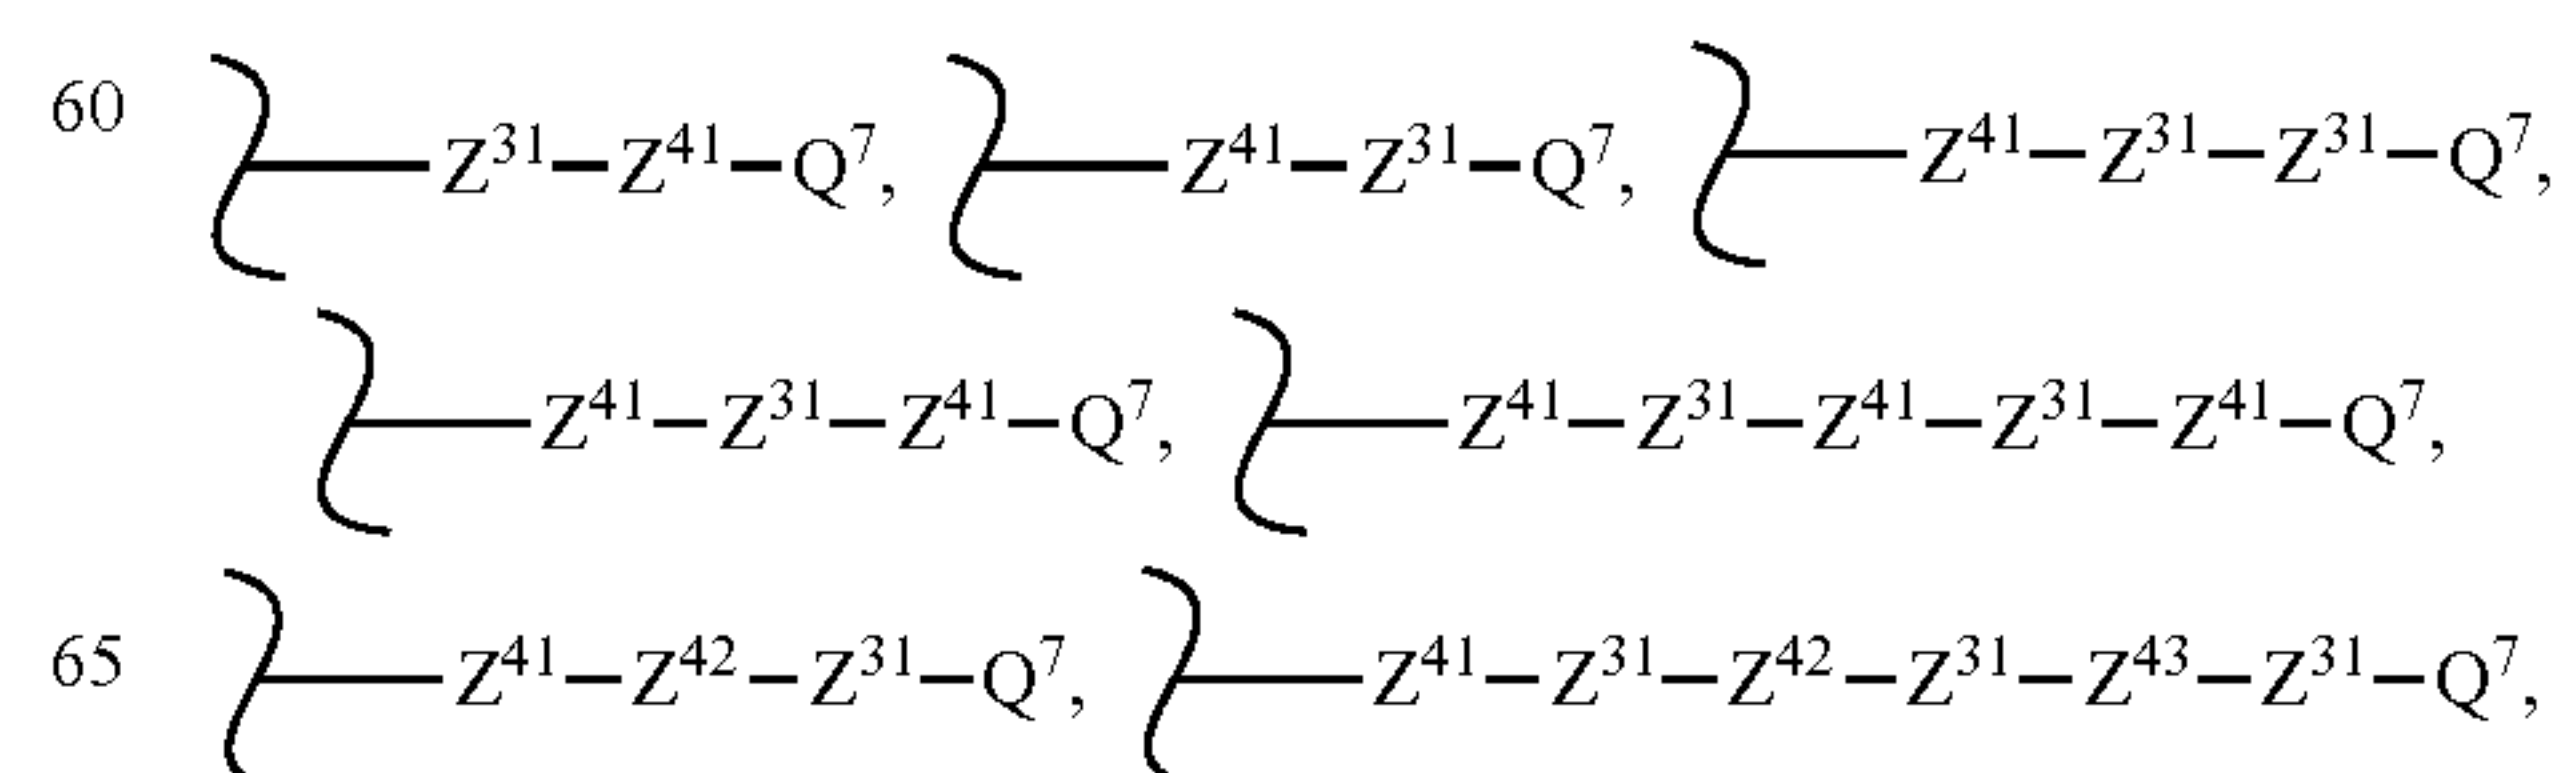 60 Z³¹—Z⁴¹—Q⁷, Z⁴¹—Z³¹—Q⁷, Z⁴¹—Z³¹—Z³¹—Q⁷,
Z⁴¹—Z³¹—Z⁴¹—Q⁷, Z⁴¹—Z³¹—Z⁴¹—Z³¹—Z⁴¹—Q⁷,
65 Z⁴¹—Z⁴²—Z³¹—Q⁷, Z⁴¹—Z³¹—Z⁴²—Z³¹—Z⁴³—Z³¹—Q⁷,